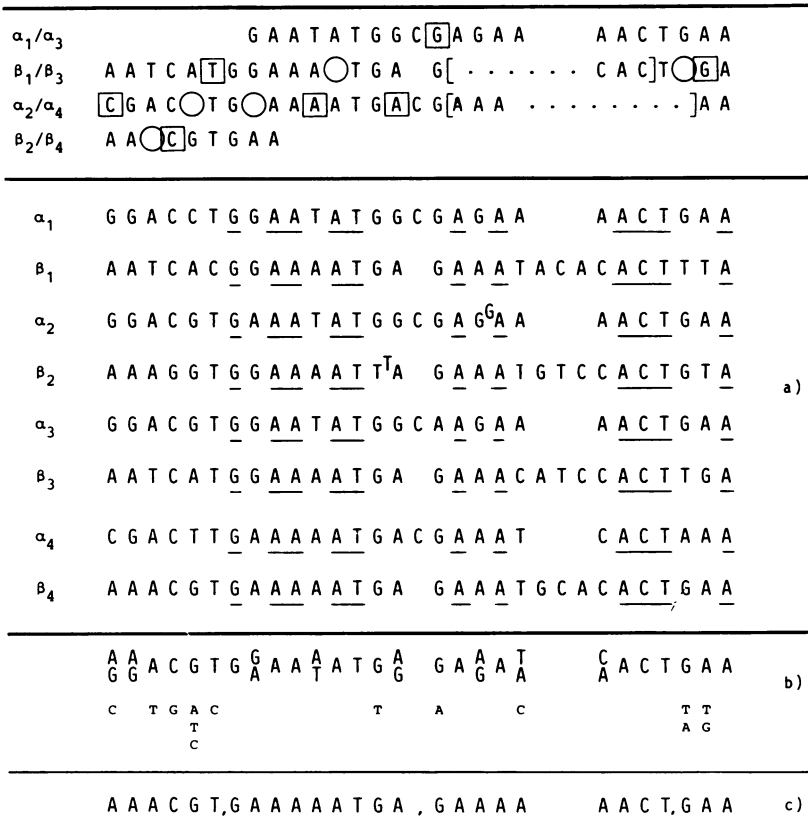 α1/α3 G A A T A T G G C G A G A A A A C T G A A
β1/β3 A A T C A T G G A A A T G A G [ . . . . . . C A C ] T G A
α2/α4 C G A C T G A A A A T G A C G [ A A A . . . . . . . . ] A A
β2/β4 A A C G T G A A
α1 G G A C C T G G A A T A T G G C G A G A A A A C T G A A
β1 A A T C A C G G A A A A T G A G A A A T A C A C A C T T T A
α2 G G A C G T G A A A T A T G G C G A G G A A A A C T G A A
β2 A A A G G T G G A A A A T T T A G A A A T G T C C A C T G T A
a)
α3 G G A C G T G G A A T A T G G C A A G A A A A C T G A A
β3 A A T C A T G G A A A A T G A G A A A C A T C C A C T T G A
α4 C G A C T T G A A A A A T G A C G A A A T C A C T A A A
β4 A A A C G T G A A A A A T G A G A A A T G C A C A C T G A A
A A G A T C
G G A C G T G A A A T A T G G G A G A A A A C T G A A b)
C T G A C T A C T T
T A G
C
A A A C G T , G A A A A A T G A , G A A A A A A C T , G A A c)